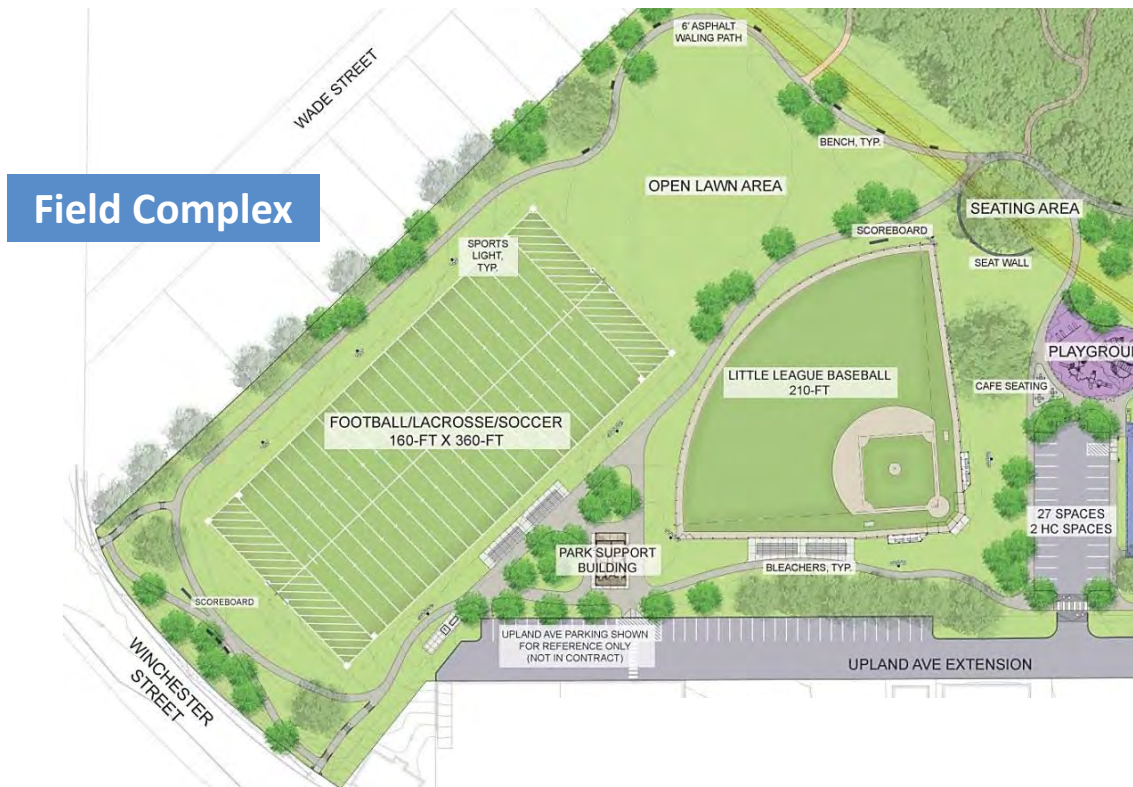 6' ASPHALT
WALING PATH
WADE STREET
BENCH, TYP.
Field Complex
OPEN LAWN AREA
SEATING AREA
SCOREBOARD
SPORTS
LIGHT,
TYP.
SEAT WALL
PLAYGROUN
LITTLE LEAGUE BASEBALL
210-FT
CAFE SEATING
FOOTBALL/LACROSSE/SOCCER
160-FT X 360-FT
27 SPACES
2 HC SPACES
PARK SUPPORT
BUILDING
BLEACHERS, TYP.
SCOREBOARD
UPLAND AVE PARKING SHOWN
FOR REFERENCE ONLY
(NOT IN CONTRACT)
UPLAND AVE EXTENSION
WINCHESTER
STREET